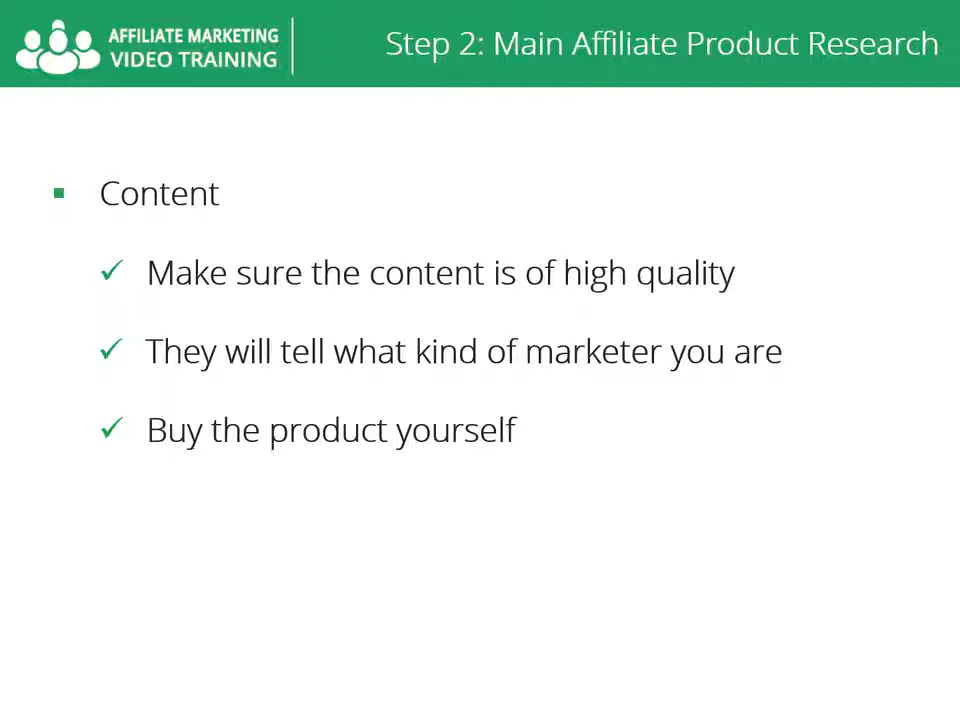 AFFILIATE MARKETING
VIDEO TRAINING
Step 2: Main Affiliate Product Research
Content
Make sure the content is of high quality
They will tell what kind of marketer you are
Buy the product yourself